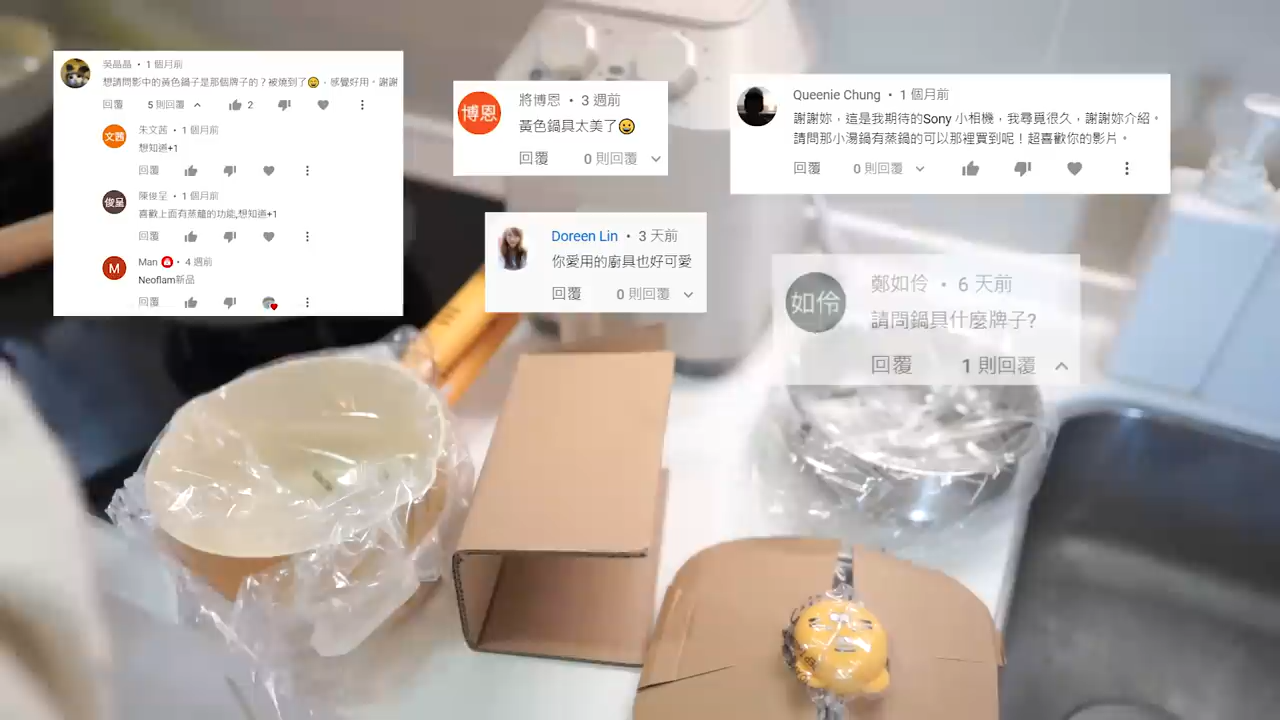 吳晶晶 • 1 個月前
想請問影中的黃色鍋子是那個牌子的？被燒到了😀，感覺好用。謝謝
回覆 5 則回覆 2
文茜
朱文茜 • 1 個月前
想知道+1
回覆
俊呈
陳俊呈 • 1 個月前
喜歡上面有蒸籠的功能,想知道+1
回覆
M
Man • 4 週前
Neoflam新品
回覆
博恩
將博恩 • 3 週前
黃色鍋具太美了😀
回覆 0 則回覆
Doreen Lin • 3 天前
你愛用的廚具也好可愛
回覆 0 則回覆
Queenie Chung • 1 個月前
謝謝妳，這是我期待的Sony 小相機，我尋覓很久，謝謝妳介紹。
請問那小湯鍋有蒸鍋的可以那裡買到呢！超喜歡你的影片。
回覆 0 則回覆
如伶
鄭如伶 • 6 天前
請問鍋具什麼牌子?
回覆 1 則回覆